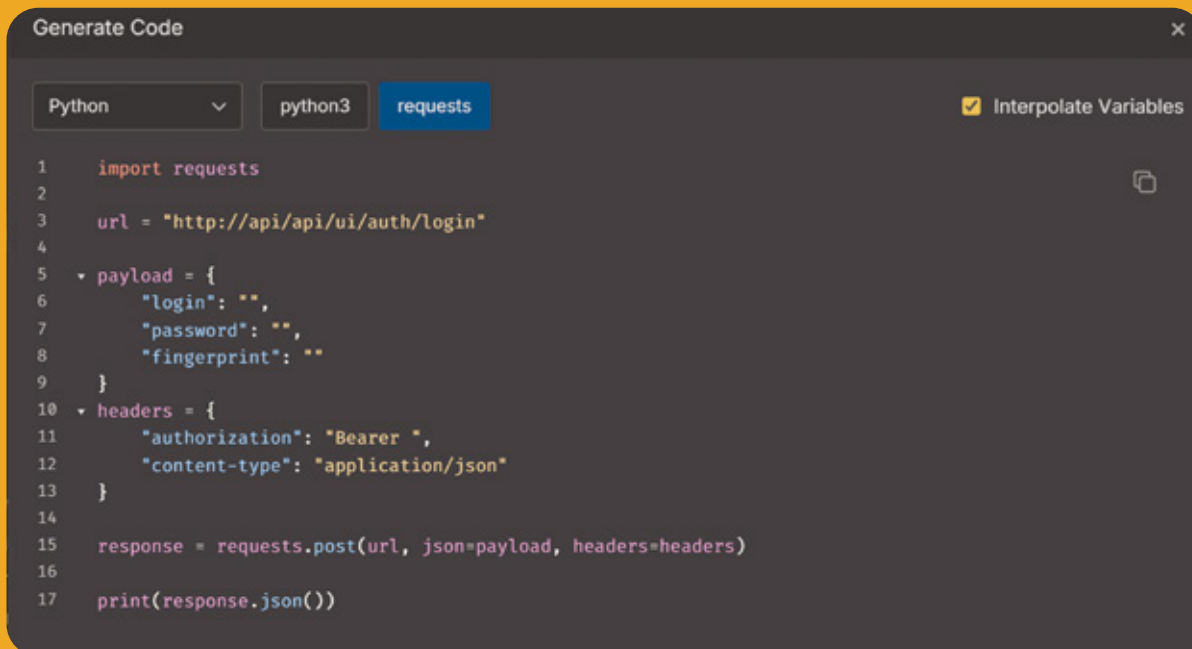 Generate Code
Python python3 requests Interpolate Variables
1 import requests
2
3 url = "http://api/api/ui/auth/login"
4
5 payload = {
6 "login": "",
7 "password": "",
8 "fingerprint": ""
9 }
10 headers = {
11 "authorization": "Bearer ",
12 "content-type": "application/json"
13 }
14
15 response = requests.post(url, json=payload, headers=headers)
16
17 print(response.json())